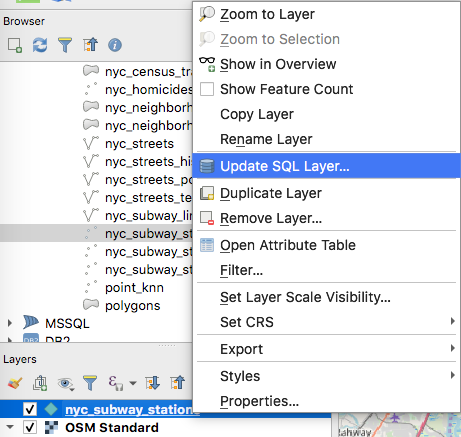 Browser
nyc_census_tra
nyc_homicides
nyc_neighborh
nyc_neighborh
nyc_streets
nyc_streets_his
nyc_streets_po
nyc_streets_te
nyc_subway_lin
nyc_subway_st
nyc_subway_st
nyc_subway_st
point_knn
polygons
MSSQL
DB2
Layers
nyc_subway_station
OSM Standard
Zoom to Layer
Zoom to Selection
Show in Overview
Show Feature Count
Copy Layer
Rename Layer
Update SQL Layer...
Duplicate Layer
Remove Layer...
Open Attribute Table
Filter...
Set Layer Scale Visibility...
Set CRS
Export
Styles
Properties...
ahway